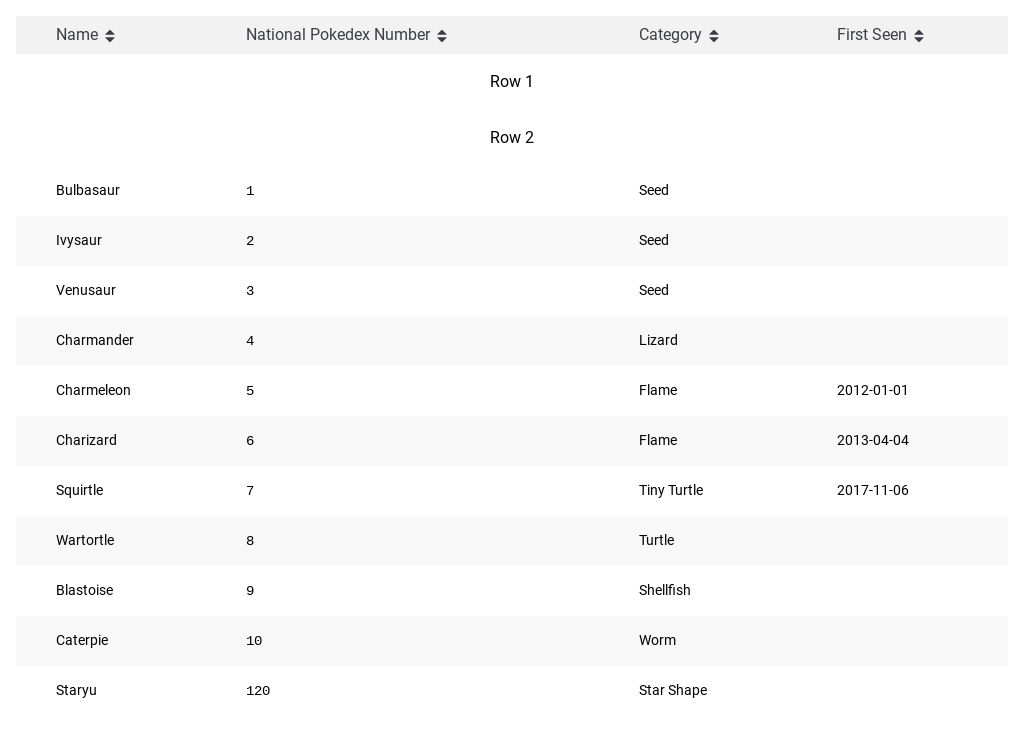 Name National Pokedex Number Category First Seen
Row 1
Row 2
Bulbasaur 1 Seed
Ivysaur 2 Seed
Venusaur 3 Seed
Charmander 4 Lizard
Charmeleon 5 Flame 2012-01-01
Charizard 6 Flame 2013-04-04
Squirtle 7 Tiny Turtle 2017-11-06
Wartortle 8 Turtle
Blastoise 9 Shellfish
Caterpie 10 Worm
Staryu 120 Star Shape